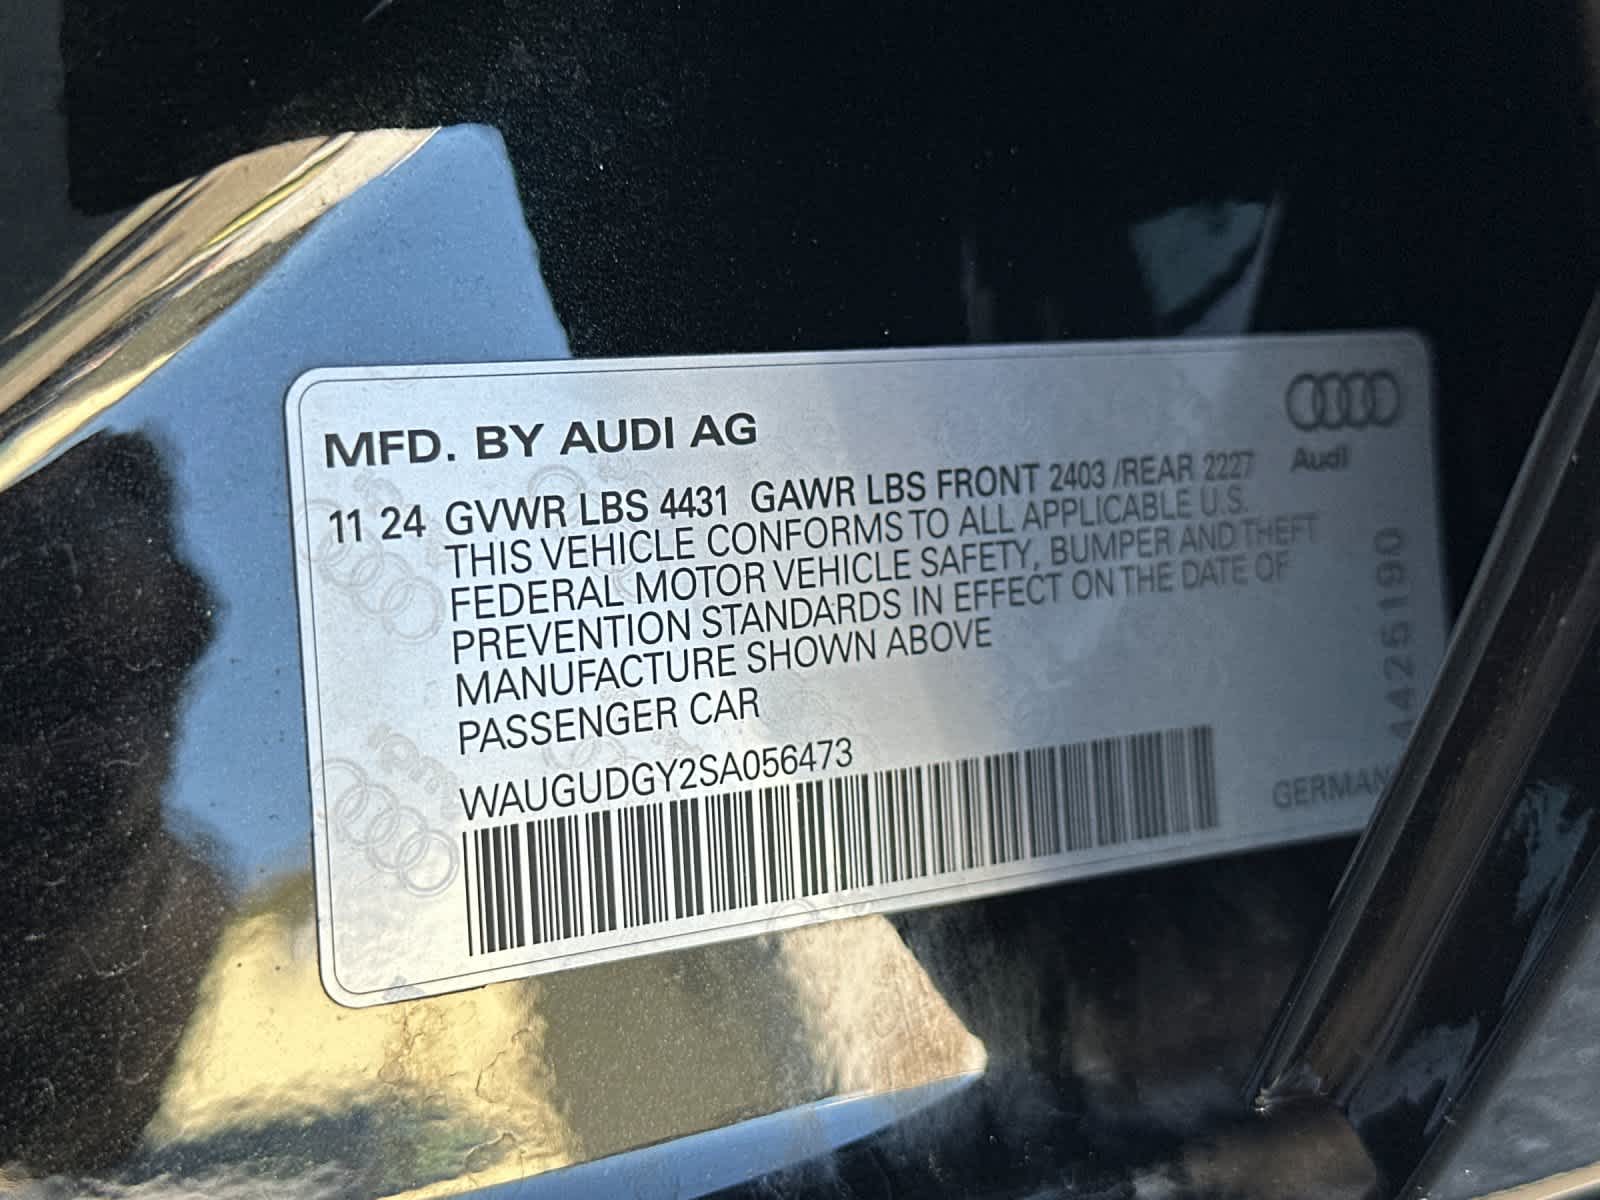 MFD. BY AUDI AG
Audi
11 24 GVWR LBS 4431 GAWR LBS FRONT 2403 /REAR 2227
THIS VEHICLE CONFORMS TO ALL APPLICABLE U.S.
FEDERAL MOTOR VEHICLE SAFETY, BUMPER AND THEFT
PREVENTION STANDARDS IN EFFECT ON THE DATE OF
MANUFACTURE SHOWN ABOVE
PASSENGER CAR
WAUGUDGY2SA056473
GERMAN
4425190